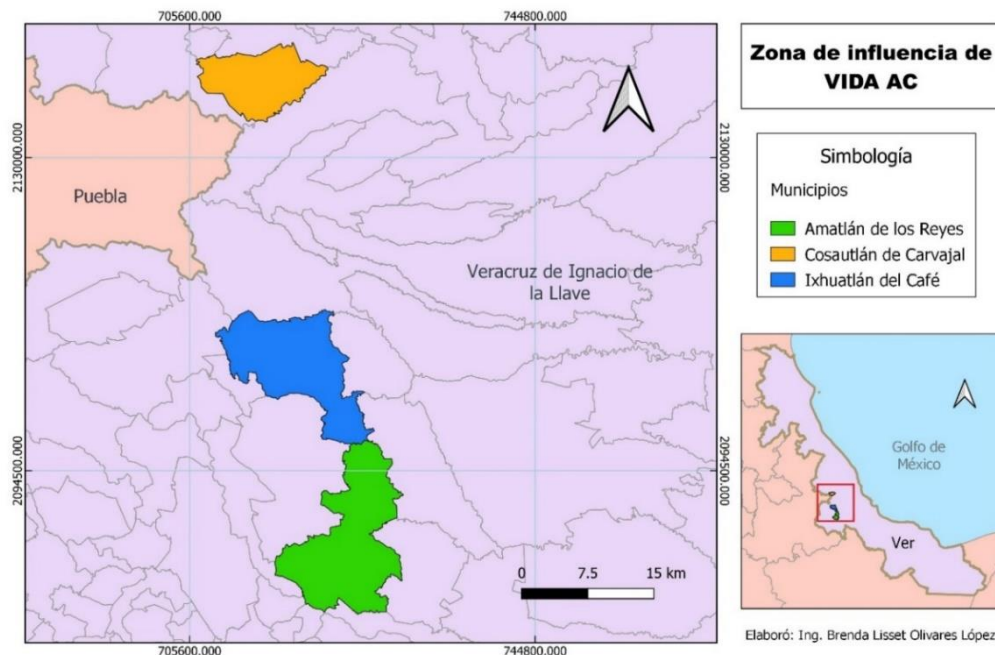 705600.000
744800.000
Zona de influencia de
VIDA AC
Simbología
Municipios
Amatlán de los Reyes
Cosautlán de Carvajal
Ixhuatlán del Café
2130000.000
2130000.000
Puebla
Veracruz de Ignacio de
la Llave
2094500.000
2094500.000
0 7.5 15 km
705600.000
744800.000
Golfo de
México
Ver
Elaboró: Ing. Brenda Lisset Olivares López